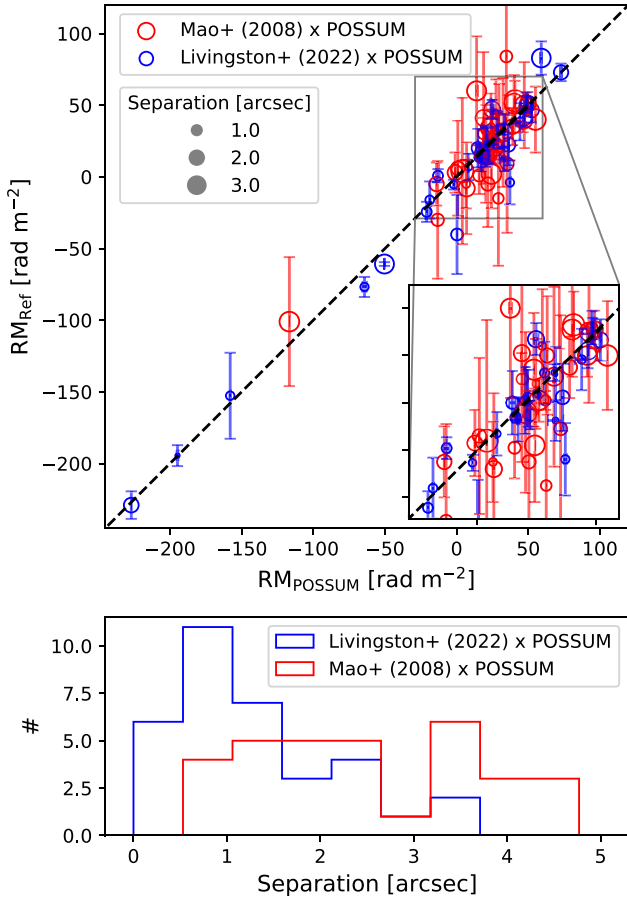 Mao+ (2008) x POSSUM
Livingston+ (2022) x POSSUM
Separation [arcsec]
1.0
2.0
3.0
100
50
0
−50
−100
−150
−200
RM_Ref [rad m⁻²]
−200 −150 −100 −50 0 50 100
RM_POSSUM [rad m⁻²]
Livingston+ (2022) x POSSUM
Mao+ (2008) x POSSUM
10.0
7.5
5.0
2.5
0.0
#
0 1 2 3 4 5
Separation [arcsec]